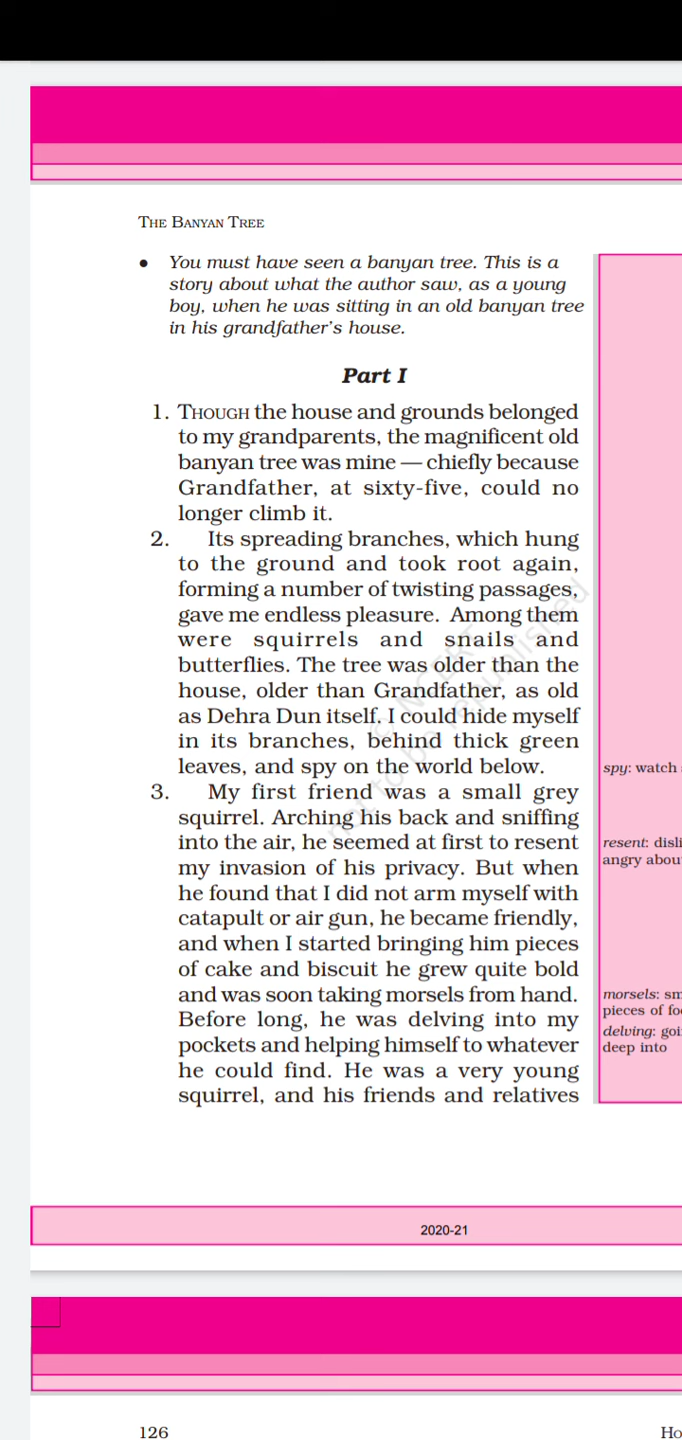 THE BANYAN TREE
● You must have seen a banyan tree. This is a
story about what the author saw, as a young
boy, when he was sitting in an old banyan tree
in his grandfather's house.
Part I
1. THOUGH the house and grounds belonged
to my grandparents, the magnificent old
banyan tree was mine — chiefly because
Grandfather, at sixty-five, could no
longer climb it.
2. Its spreading branches, which hung
to the ground and took root again,
forming a number of twisting passages,
gave me endless pleasure. Among them
were squirrels and snails and
butterflies. The tree was older than the
house, older than Grandfather, as old
as Dehra Dun itself. I could hide myself
in its branches, behind thick green
leaves, and spy on the world below.
3. My first friend was a small grey
squirrel. Arching his back and sniffing
into the air, he seemed at first to resent
my invasion of his privacy. But when
he found that I did not arm myself with
catapult or air gun, he became friendly,
and when I started bringing him pieces
of cake and biscuit he grew quite bold
and was soon taking morsels from hand.
Before long, he was delving into my
pockets and helping himself to whatever
he could find. He was a very young
squirrel, and his friends and relatives
spy: watch
resent: disli
angry abou
morsels: sm
pieces of fo
delving: goi
deep into
© NCERT
not to be republished
2020-21
126
Ho